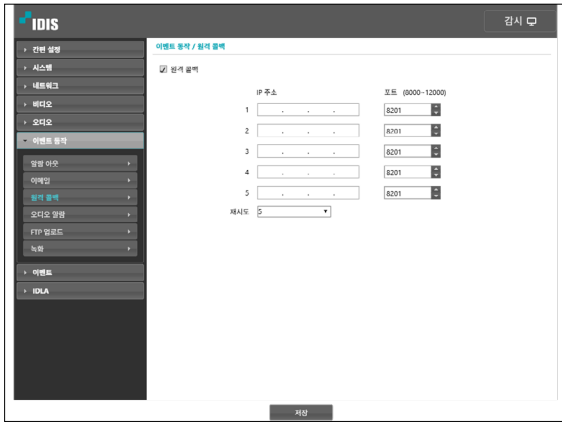 IDIS
감시
간편 설정
시스템
네트워크
비디오
오디오
이벤트 동작
알람 아웃
이메일
원격 콜백
오디오 알람
FTP 업로드
녹화
이벤트
IDLA
이벤트 동작 / 원격 콜백
원격 콜백
IP 주소 포트 (8000~12000)
1 . . . 8201
2 . . . 8201
3 . . . 8201
4 . . . 8201
5 . . . 8201
재시도 5
저장